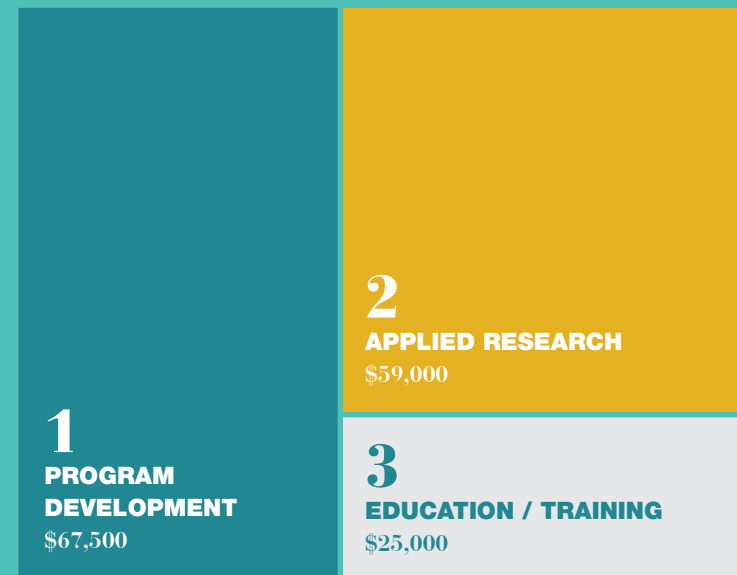 1
PROGRAM
DEVELOPMENT
$67,500
2
APPLIED RESEARCH
$59,000
3
EDUCATION / TRAINING
$25,000